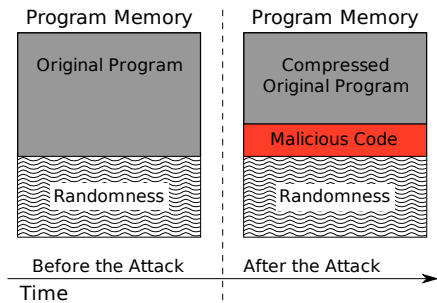 Program Memory
Original Program
Randomness
Before the Attack
Program Memory
Compressed
Original Program
Malicious Code
Randomness
After the Attack
Time